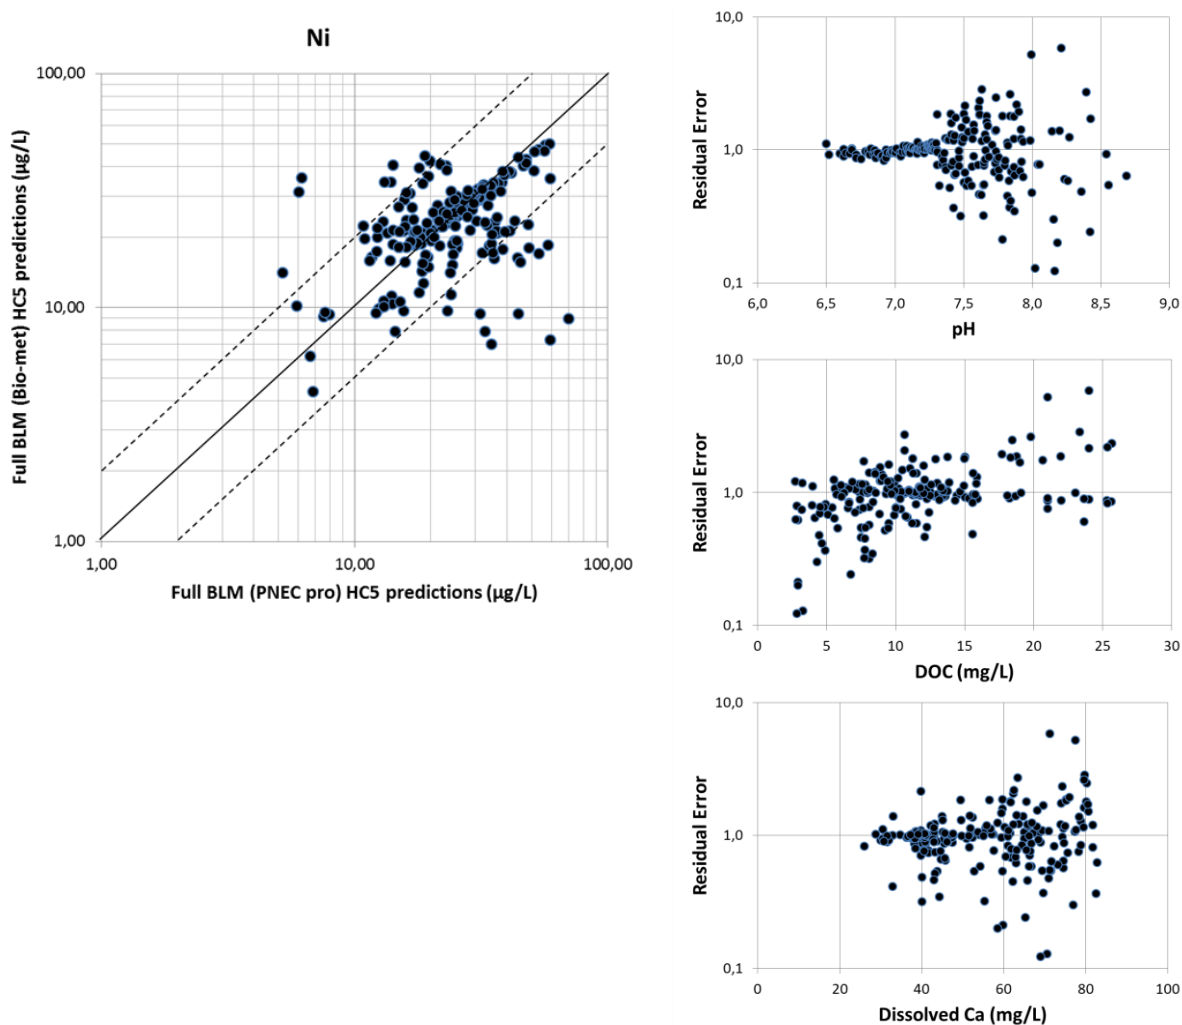 Ni
Full BLM (Bio-met) HC5 predictions (µg/L)
100,00
10,00
1,00
1,00 10,00 100,00
Full BLM (PNEC pro) HC5 predictions (µg/L)
Residual Error
10,0
1,0
0,1
6,0 6,5 7,0 7,5 8,0 8,5 9,0
pH
Residual Error
10,0
1,0
0,1
0 5 10 15 20 25 30
DOC (mg/L)
Residual Error
10,0
1,0
0,1
0 20 40 60 80 100
Dissolved Ca (mg/L)